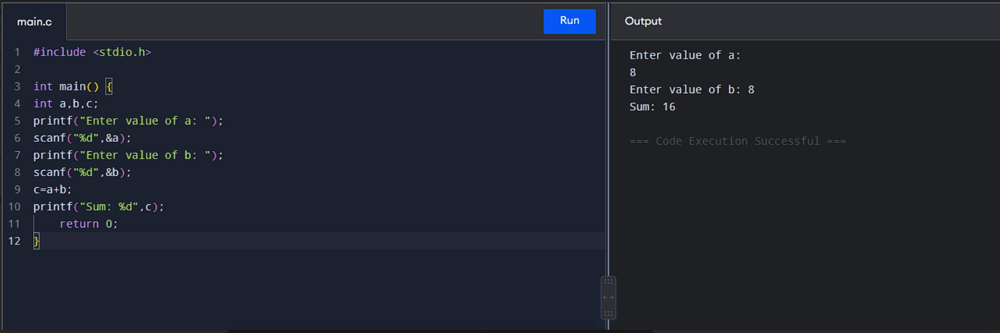 main.c
Run
1 #include <stdio.h>
2
3 int main() {
4 int a,b,c;
5 printf("Enter value of a: ");
6 scanf("%d",&a);
7 printf("Enter value of b: ");
8 scanf("%d",&b);
9 c=a+b;
10 printf("Sum: %d",c);
11     return 0;
12 }
Output
Enter value of a:
8
Enter value of b: 8
Sum: 16
=== Code Execution Successful ===